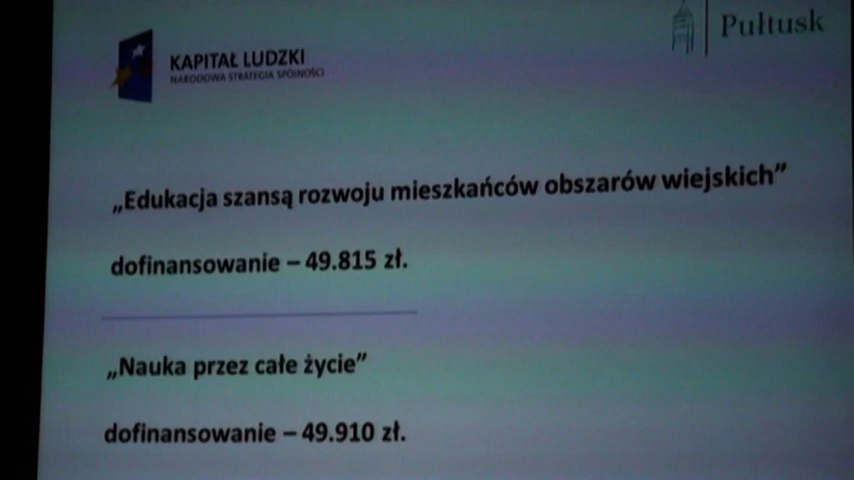 KAPITAŁ LUDZKI
NARODOWA STRATEGIA SPÓJNOŚCI
Pułtusk
„Edukacja szansą rozwoju mieszkańców obszarów wiejskich”
dofinansowanie – 49.815 zł.
„Nauka przez całe życie”
dofinansowanie – 49.910 zł.